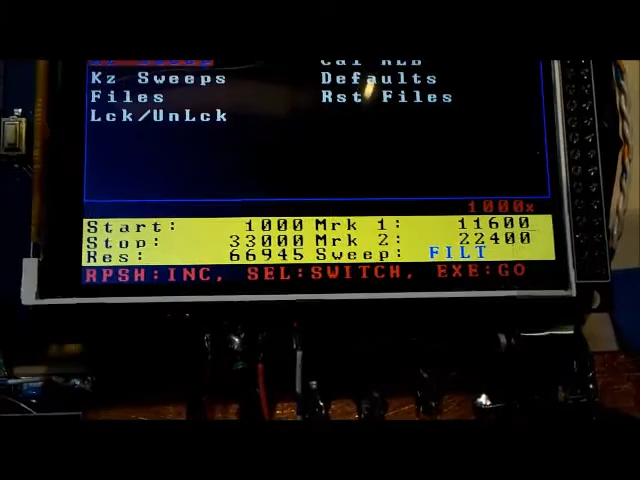 Kz Sweeps Defaults
Files Rst Files
Lck/UnLck
1000x
Start: 1000 Mrk 1: 11600
Stop: 33000 Mrk 2: 22400
Res: 66945 Sweep: FILT
RPSH:INC, SEL:SWITCH, EXE:GO